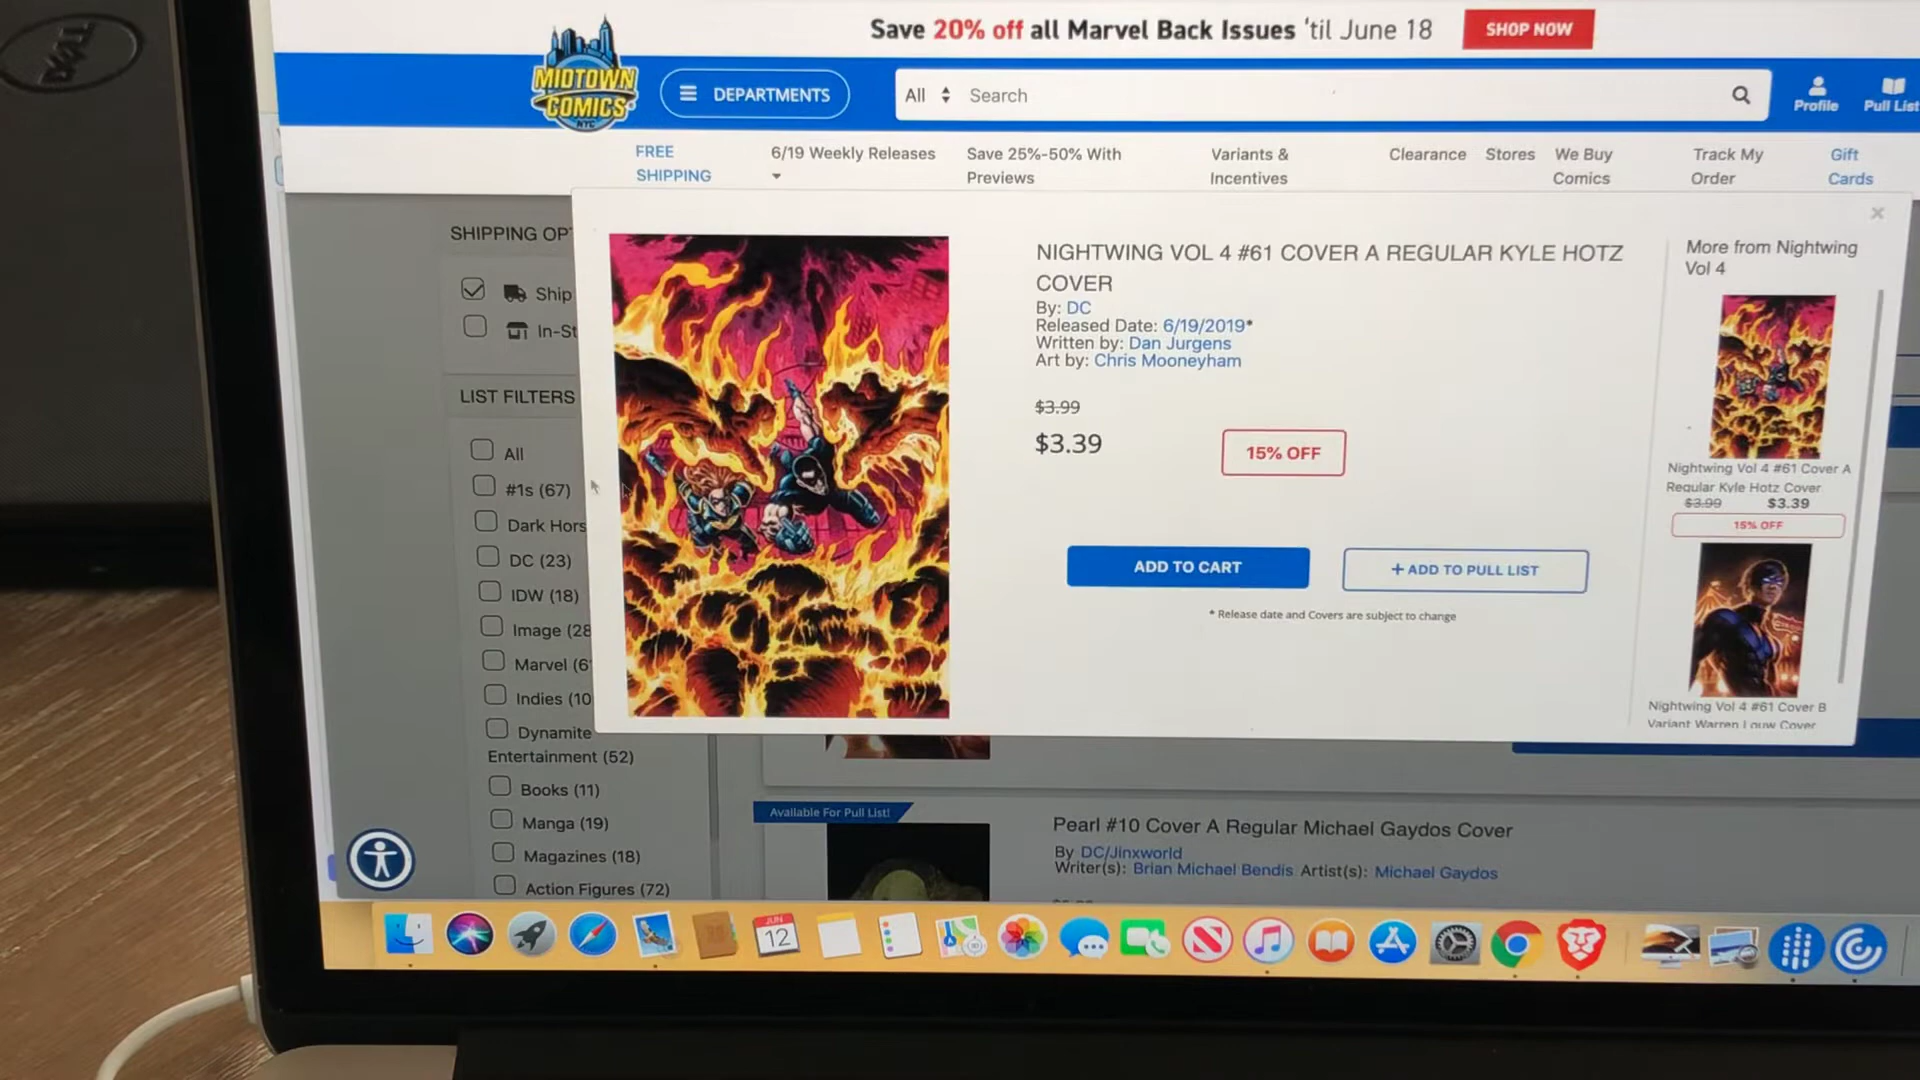 DELL
Save 20% off all Marvel Back Issues 'til June 18
SHOP NOW
MIDTOWN
COMICS
NYC
DEPARTMENTS
All
Search
Profile
Pull List
FREE
SHIPPING
6/19 Weekly Releases
Save 25%-50% With
Previews
Variants &
Incentives
Clearance
Stores
We Buy
Comics
Track My
Order
Gift
Cards
SHIPPING OP
Ship
In-St
LIST FILTERS
All
#1s (67)
Dark Hors
DC (23)
IDW (18)
Image (28
Marvel (6
Indies (10
Dynamite
Entertainment (52)
Books (11)
Manga (19)
Magazines (18)
Action Figures (72)
NIGHTWING VOL 4 #61 COVER A REGULAR KYLE HOTZ
COVER
By: DC
Released Date: 6/19/2019*
Written by: Dan Jurgens
Art by: Chris Mooneyham
$3.99
$3.39
15% OFF
ADD TO CART
+ ADD TO PULL LIST
* Release date and Covers are subject to change
More from Nightwing
Vol 4
Nightwing Vol 4 #61 Cover A
Regular Kyle Hotz Cover
$3.99 $3.39
15% OFF
Nightwing Vol 4 #61 Cover B
Variant Warren Louw Cover
Available For Pull List!
Pearl #10 Cover A Regular Michael Gaydos Cover
By DC/Jinxworld
Writer(s): Brian Michael Bendis Artist(s): Michael Gaydos
JUN
12